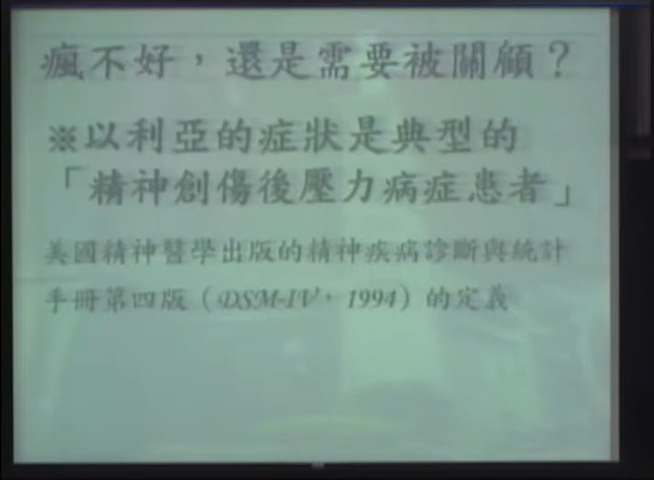 瘋不好，還是需要被關顧？
※以利亞的症狀是典型的
「精神創傷後壓力病症患者」
美國精神醫學出版的精神疾病診斷與統計
手冊第四版（DSM-IV，1994）的定義